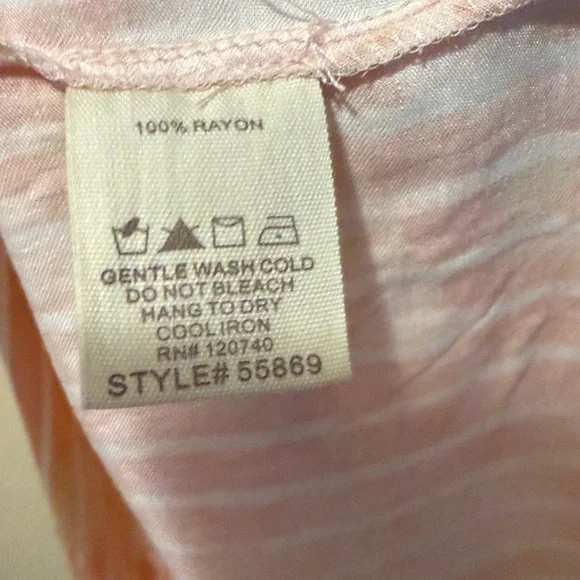 100% RAYON
GENTLE WASH COLD
DO NOT BLEACH
HANG TO DRY
COOL IRON
RN# 120740
STYLE# 55869